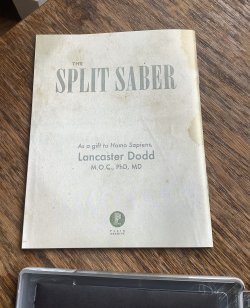 THE
SPLIT SABER
As a gift to Homo Sapiens,
Lancaster Dodd
M.O.C., PhD, MD